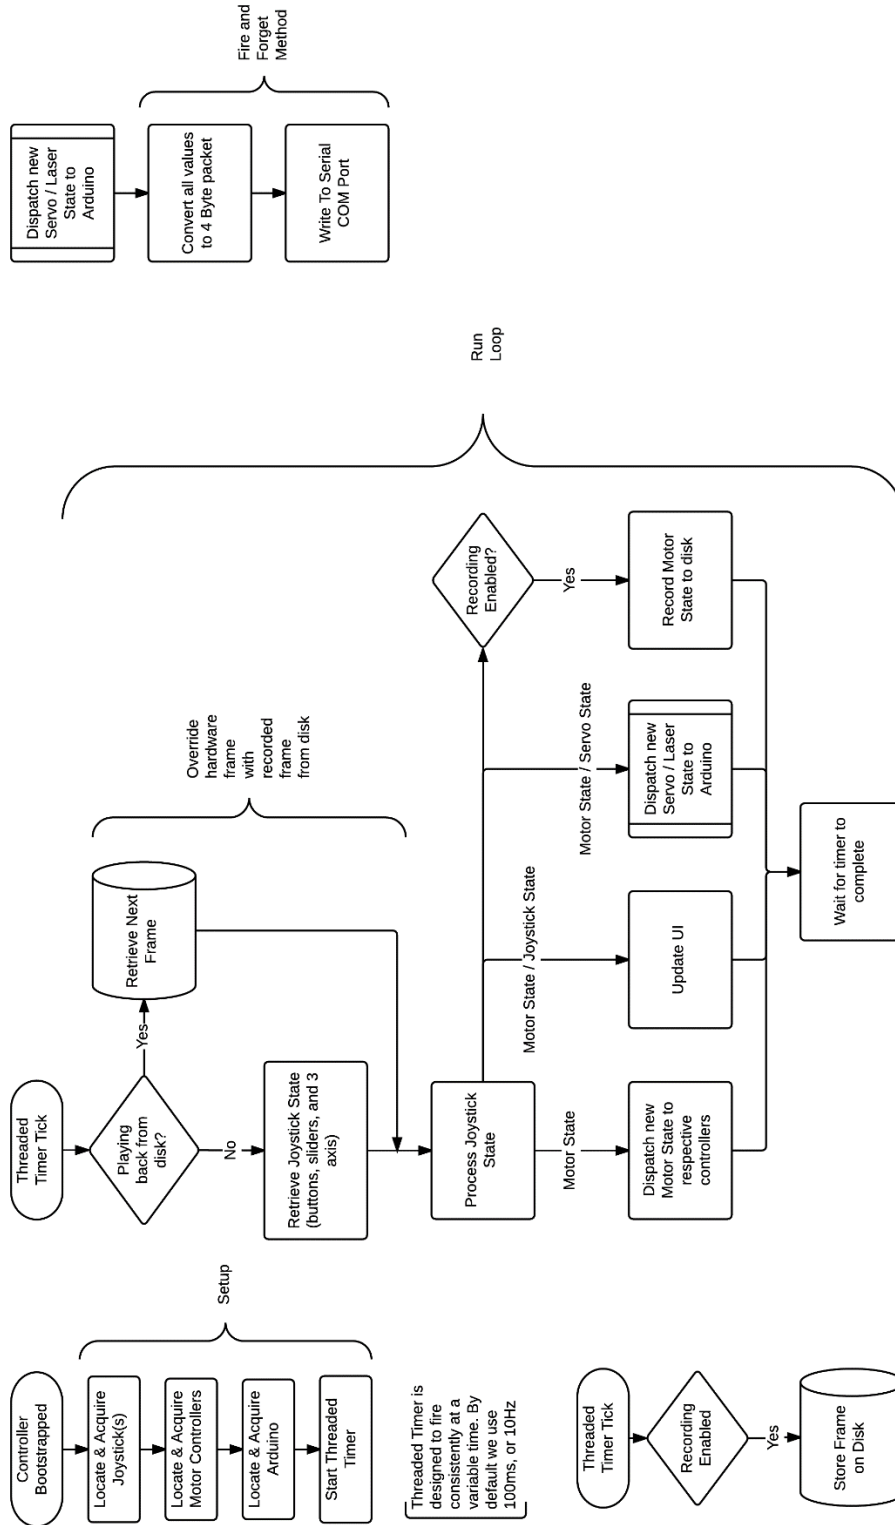 Controller
Bootstrapped
Locate & Acquire
Joystick(s)
Locate & Acquire
Motor Controllers
Locate & Acquire
Arduino
Start Threaded
Timer
Setup
Threaded Timer is
designed to fire
consistently at a
variable time. By
default we use
100ms, or 10Hz
Threaded
Timer Tick
Recording
Enabled
Yes
Store Frame
on Disk
Threaded
Timer Tick
Playing
back from
disk?
Yes
No
Retrieve Next
Frame
Override
hardware
frame
with
recorded
frame
from disk
Retrieve Joystick State
(buttons, sliders, and 3
axis)
Process Joystick
State
Motor State
Motor State / Joystick State
Motor State / Servo State
Recording
Enabled?
Yes
Dispatch new
Motor State to
respective
controllers
Update UI
Dispatch new
Servo / Laser
State to
Arduino
Record Motor
State to disk
Wait for timer to
complete
Run
Loop
Dispatch new
Servo / Laser
State to
Arduino
Convert all values
to 4 Byte packet
Write To Serial
COM Port
Fire and
Forget
Method